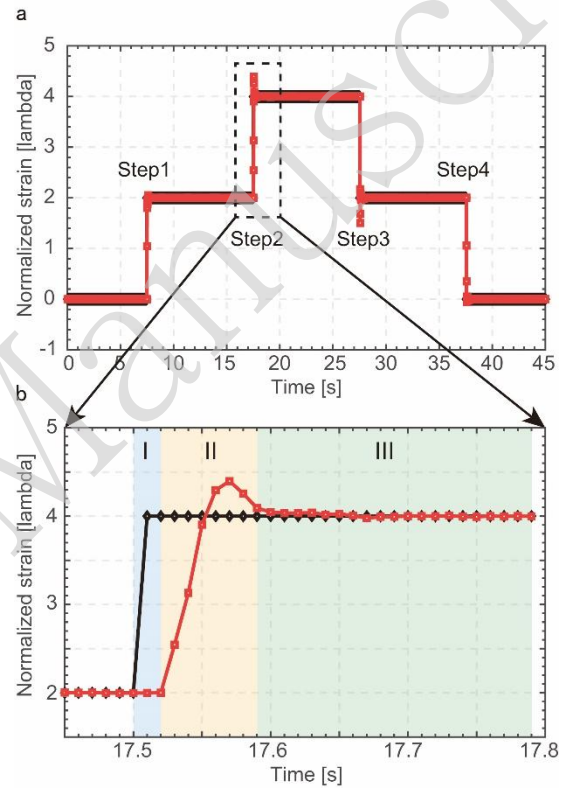 a
5
4
3
2
1
0
-1
Normalized strain [lambda]
Step1
Step2
Step3
Step4
0 5 10 15 20 25 30 35 40 45
Time [s]
Manuscri
b
5
4
3
2
Normalized strain [lambda]
I II III
17.5 17.6 17.7 17.8
Time [s]